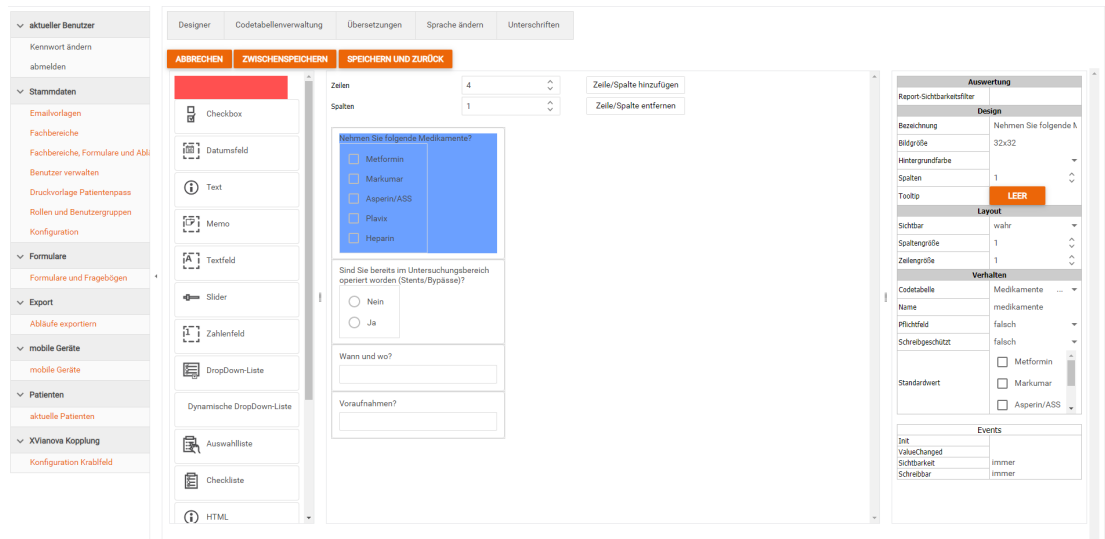 aktueller Benutzer
Kennwort ändern
abmelden
Stammdaten
Emailvorlagen
Fachbereiche
Fachbereiche, Formulare und Abl
Benutzer verwalten
Druckvorlage Patientenpass
Rollen und Benutzergruppen
Konfiguration
Formulare
Formulare und Fragebögen
Export
Abläufe exportieren
mobile Geräte
mobile Geräte
Patienten
aktuelle Patienten
XVianova Kopplung
Konfiguration Krablfeld
Designer Codetabellenverwaltung Übersetzungen Sprache ändern Unterschriften
ABBRECHEN ZWISCHENSPEICHERN SPEICHERN UND ZURÜCK
Checkbox
Datumsfeld
Text
Memo
Textfeld
Slider
Zahlenfeld
DropDown-Liste
Dynamische DropDown-Liste
Auswahlliste
Checkliste
HTML
Zeilen 4 Zeile/Spalte hinzufügen
Spalten 1 Zeile/Spalte entfernen
Nehmen Sie folgende Medikamente?
Metformin
Markumar
Asperin/ASS
Plavix
Heparin
Sind Sie bereits im Untersuchungsbereich
operiert worden (Stents/Bypässe)?
Nein
Ja
Wann und wo?
Voraufnahmen?
Auswertung
Report-Sichtbarkeitsfilter
Design
Bezeichnung Nehmen Sie folgende M
Bildgröße 32x32
Hintergrundfarbe
Spalten 1
Tooltip LEER
Layout
Sichtbar wahr
Spaltengröße 1
Zeilengröße 1
Verhalten
Codetabelle Medikamente ...
Name medikamente
Pflichtfeld falsch
Schreibgeschützt falsch
Standardwert
Metformin
Markumar
Asperin/ASS
Events
Init
ValueChanged
Sichtbarkeit immer
Schreibbar immer